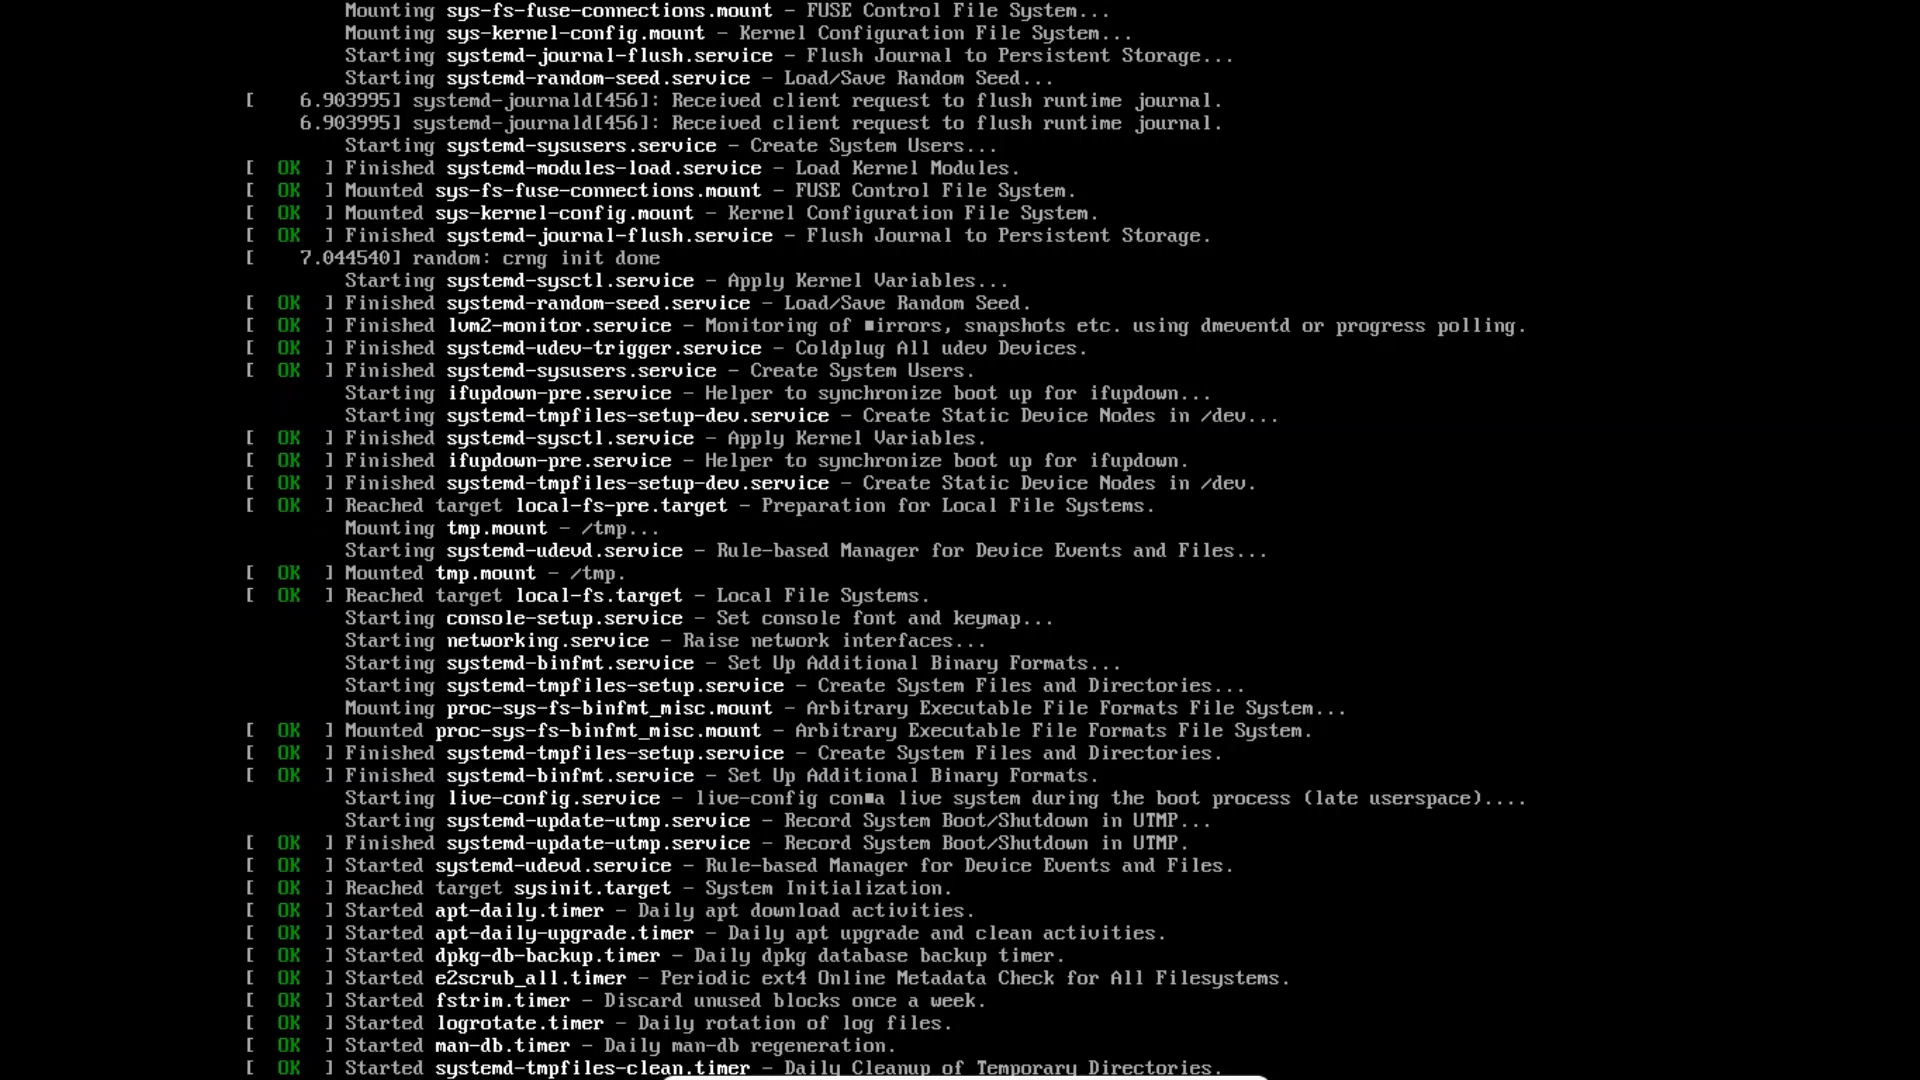 Mounting sys-fs-fuse-connections.mount - FUSE Control File System...
Mounting sys-kernel-config.mount - Kernel Configuration File System...
Starting systemd-journal-flush.service - Flush Journal to Persistent Storage...
Starting systemd-random-seed.service - Load/Save Random Seed...
[    6.903995] systemd-journald[456]: Received client request to flush runtime journal.
6.903995] systemd-journald[456]: Received client request to flush runtime journal.
Starting systemd-sysusers.service - Create System Users...
[  OK  ] Finished systemd-modules-load.service - Load Kernel Modules.
[  OK  ] Mounted sys-fs-fuse-connections.mount - FUSE Control File System.
[  OK  ] Mounted sys-kernel-config.mount - Kernel Configuration File System.
[  OK  ] Finished systemd-journal-flush.service - Flush Journal to Persistent Storage.
[    7.044540] random: crng init done
Starting systemd-sysctl.service - Apply Kernel Variables...
[  OK  ] Finished systemd-random-seed.service - Load/Save Random Seed.
[  OK  ] Finished lvm2-monitor.service - Monitoring of ■irrors, snapshots etc. using dmeventd or progress polling.
[  OK  ] Finished systemd-udev-trigger.service - Coldplug All udev Devices.
[  OK  ] Finished systemd-sysusers.service - Create System Users.
Starting ifupdown-pre.service - Helper to synchronize boot up for ifupdown...
Starting systemd-tmpfiles-setup-dev.service - Create Static Device Nodes in /dev...
[  OK  ] Finished systemd-sysctl.service - Apply Kernel Variables.
[  OK  ] Finished ifupdown-pre.service - Helper to synchronize boot up for ifupdown.
[  OK  ] Finished systemd-tmpfiles-setup-dev.service - Create Static Device Nodes in /dev.
[  OK  ] Reached target local-fs-pre.target - Preparation for Local File Systems.
Mounting tmp.mount - /tmp...
Starting systemd-udevd.service - Rule-based Manager for Device Events and Files...
[  OK  ] Mounted tmp.mount - /tmp.
[  OK  ] Reached target local-fs.target - Local File Systems.
Starting console-setup.service - Set console font and keymap...
Starting networking.service - Raise network interfaces...
Starting systemd-binfmt.service - Set Up Additional Binary Formats...
Starting systemd-tmpfiles-setup.service - Create System Files and Directories...
Mounting proc-sys-fs-binfmt_misc.mount - Arbitrary Executable File Formats File System...
[  OK  ] Mounted proc-sys-fs-binfmt_misc.mount - Arbitrary Executable File Formats File System.
[  OK  ] Finished systemd-tmpfiles-setup.service - Create System Files and Directories.
[  OK  ] Finished systemd-binfmt.service - Set Up Additional Binary Formats.
Starting live-config.service - live-config con■a live system during the boot process (late userspace)....
Starting systemd-update-utmp.service - Record System Boot/Shutdown in UTMP...
[  OK  ] Finished systemd-update-utmp.service - Record System Boot/Shutdown in UTMP.
[  OK  ] Started systemd-udevd.service - Rule-based Manager for Device Events and Files.
[  OK  ] Reached target sysinit.target - System Initialization.
[  OK  ] Started apt-daily.timer - Daily apt download activities.
[  OK  ] Started apt-daily-upgrade.timer - Daily apt upgrade and clean activities.
[  OK  ] Started dpkg-db-backup.timer - Daily dpkg database backup timer.
[  OK  ] Started e2scrub_all.timer - Periodic ext4 Online Metadata Check for All Filesystems.
[  OK  ] Started fstrim.timer - Discard unused blocks once a week.
[  OK  ] Started logrotate.timer - Daily rotation of log files.
[  OK  ] Started man-db.timer - Daily man-db regeneration.
[  OK  ] Started systemd-tmpfiles-clean.timer - Daily Cleanup of Temporary Directories.